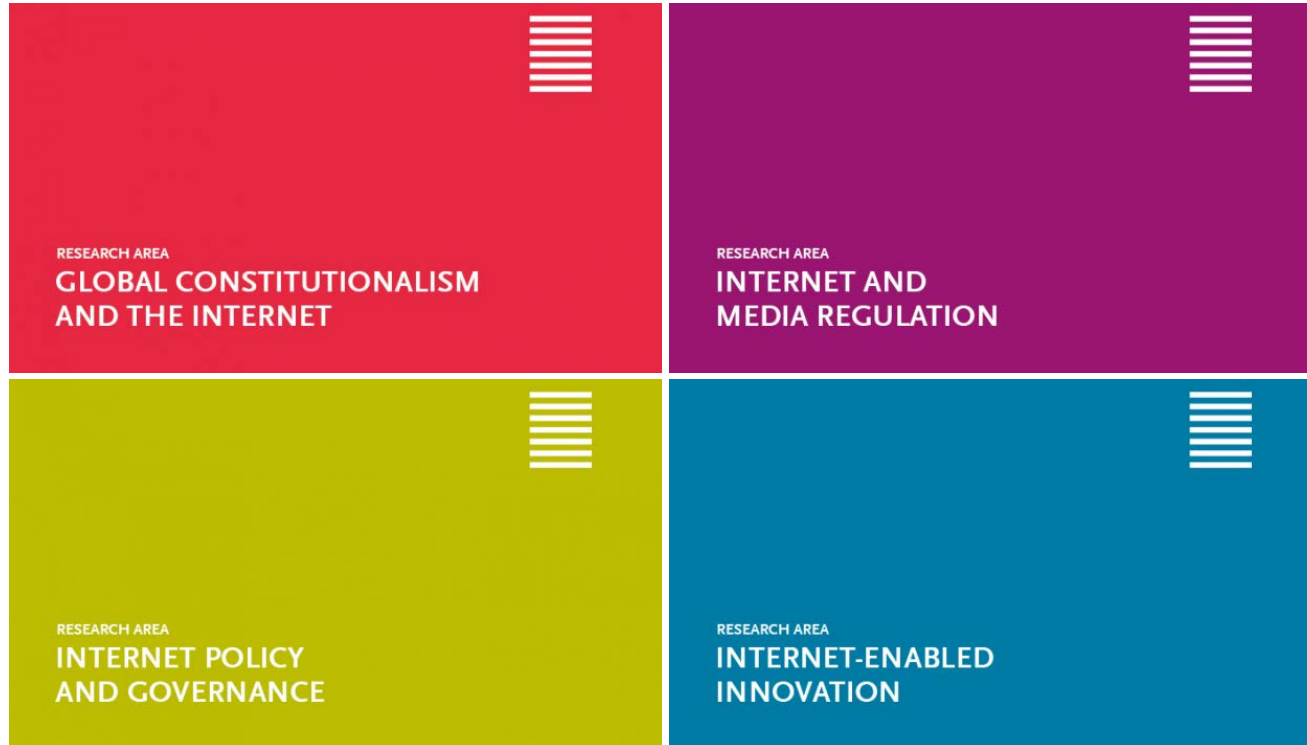 RESEARCH AREA
GLOBAL CONSTITUTIONALISM
AND THE INTERNET
RESEARCH AREA
INTERNET AND
MEDIA REGULATION
RESEARCH AREA
INTERNET POLICY
AND GOVERNANCE
RESEARCH AREA
INTERNET-ENABLED
INNOVATION